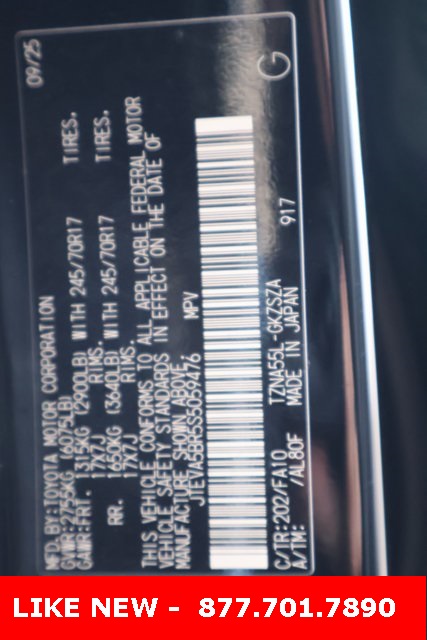 MFD.BY:TOYOTA MOTOR CORPORATION 09/25
GVWR:2755KG (6075LB)
GAWR:FRT. 1315KG (2900LB) WITH 245/70R17 TIRES.
17X7J RIMS.
RR. 1650KG (3640LB) WITH 245/70R17 TIRES.
17X7J RIMS.
THIS VEHICLE CONFORMS TO ALL APPLICABLE FEDERAL MOTOR
VEHICLE SAFETY STANDARDS IN EFFECT ON THE DATE OF
MANUFACTURE SHOWN ABOVE.
JTEVA5BR5S5059476 MPV
C/TR:202/FA10 TZNA55L-GKZSZA
A/TM: /AL80F MADE IN JAPAN 917
G
LIKE NEW - 877.701.7890